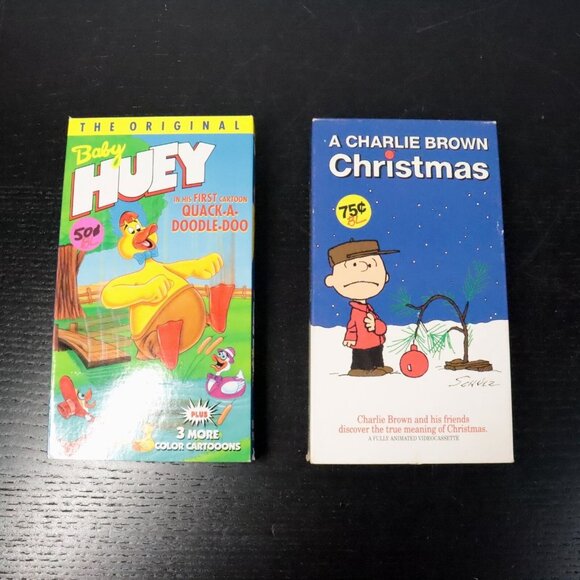 THE ORIGINAL
Baby
HUEY
IN HIS FIRST CARTOON
QUACK-A-
DOODLE-DOO
50¢
PLUS
3 MORE
COLOR CARTOOONS
A CHARLIE BROWN
Christmas
75¢
SCHULZ
Charlie Brown and his friends
discover the true meaning of Christmas.
A FULLY ANIMATED VIDEOCASSETTE